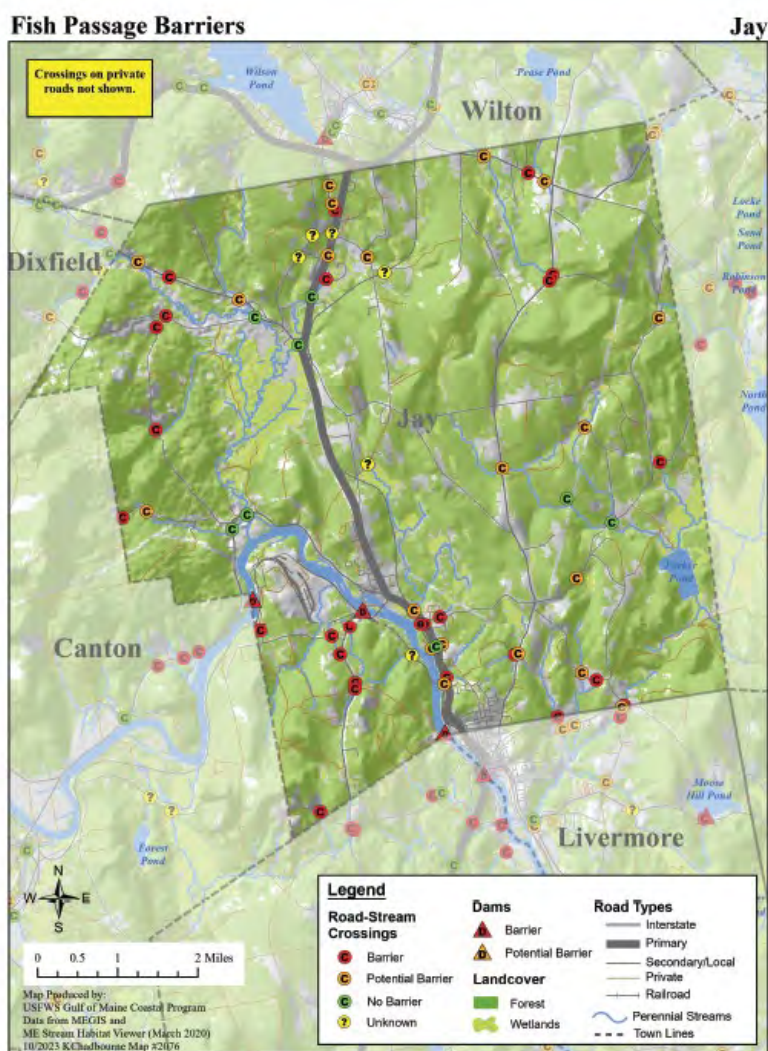 Fish Passage Barriers
Jay
Crossings on private
roads not shown.
Wilson
Pond
Pease Pond
Wilton
Locke
Pond
Sand
Pond
Dixfield
Robinson
Pond
North
Pond
Jay
Parker
Pond
Canton
Moose
Hill Pond
Forest
Pond
Livermore
N
W
E
S
0 0.5 1 2 Miles
Map Produced by:
USFWS Gulf of Maine Coastal Program
Data from MEGIS and
ME Stream Habitat Viewer (March 2020)
10/2023 KChadbourne Map #2076
Legend
Road-Stream
Crossings
C Barrier
C Potential Barrier
C No Barrier
? Unknown
Dams
D Barrier
D Potential Barrier
Landcover
Forest
Wetlands
Road Types
Interstate
Primary
Secondary/Local
Private
Railroad
Perennial Streams
Town Lines